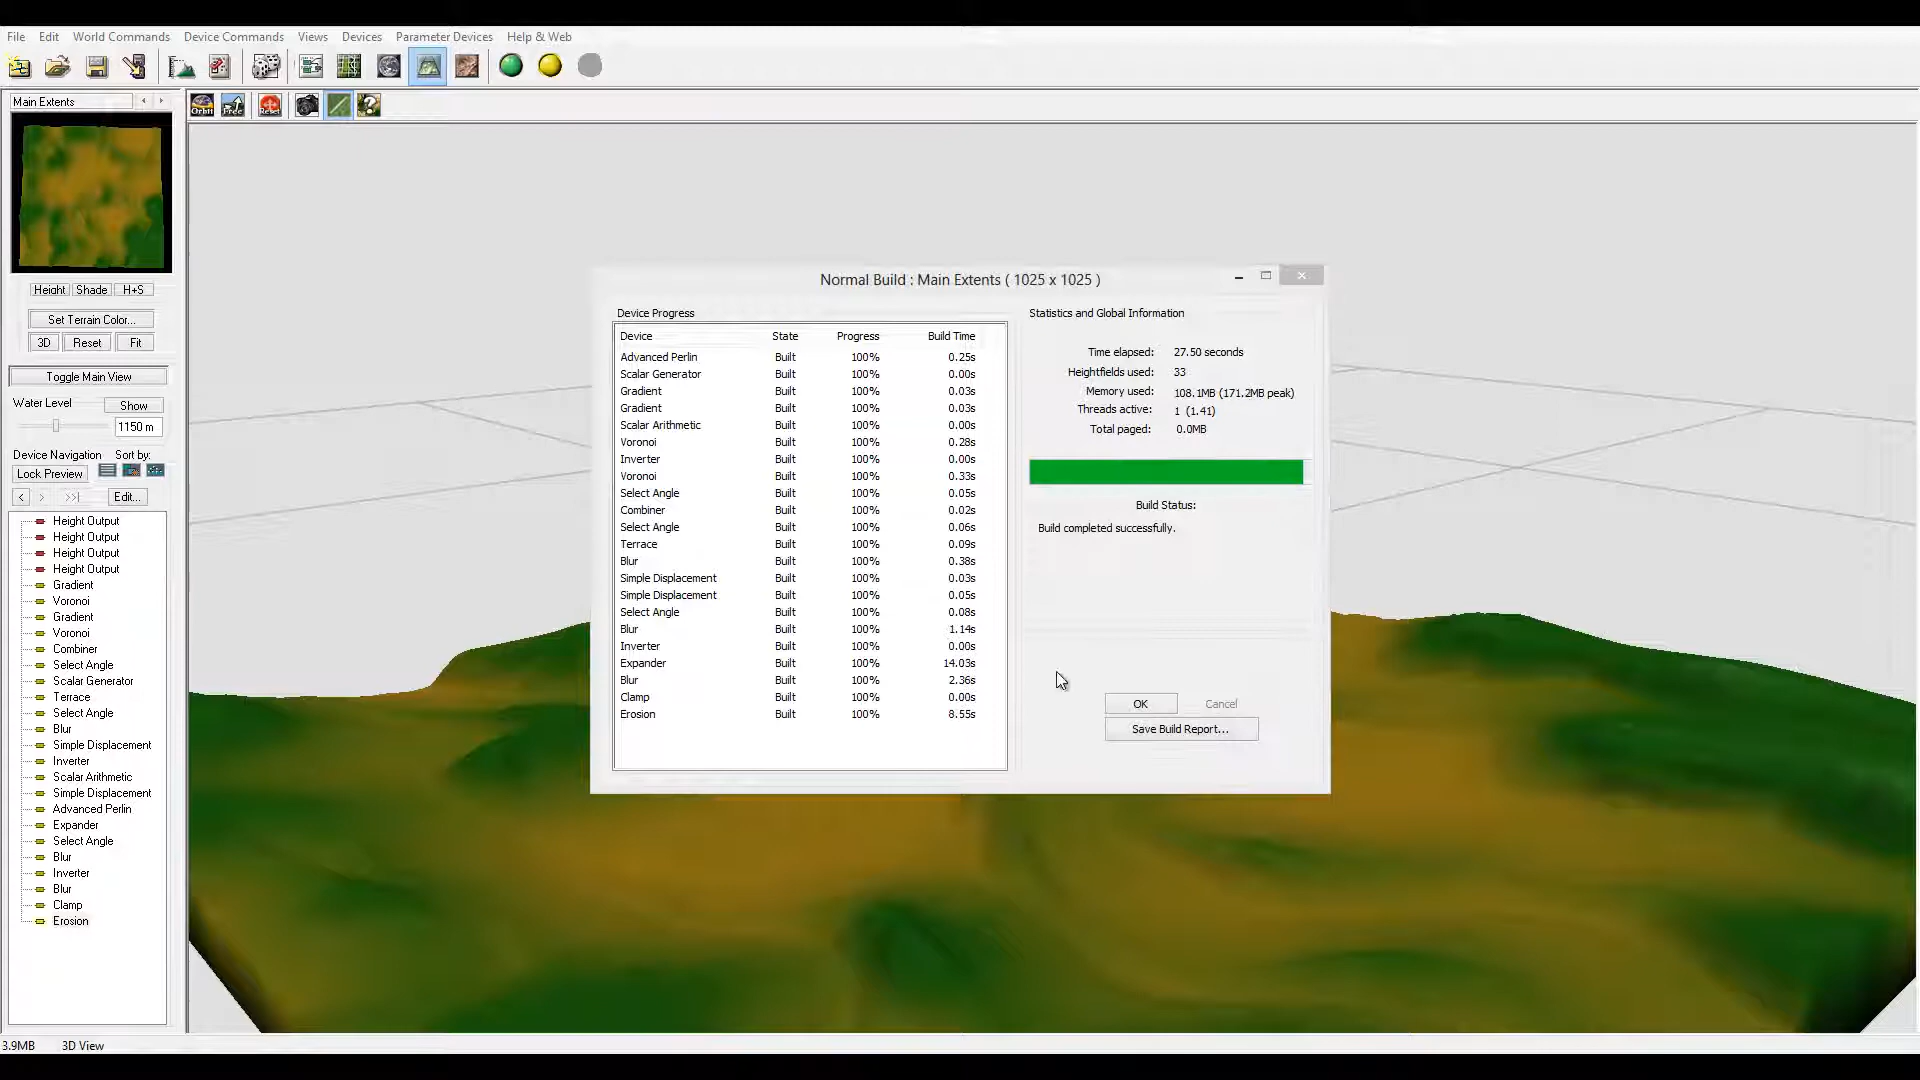 File Edit World Commands Device Commands Views Devices Parameter Devices Help & Web
Main Extents
Orbit Free Reset
Height Shade H+S
Set Terrain Color...
3D Reset Fit
Toggle Main View
Water Level Show
1150 m
Device Navigation Sort by:
Lock Preview
< > >>| Edit...
Height Output
Height Output
Height Output
Height Output
Gradient
Voronoi
Gradient
Voronoi
Combiner
Select Angle
Scalar Generator
Terrace
Select Angle
Blur
Simple Displacement
Inverter
Scalar Arithmetic
Simple Displacement
Advanced Perlin
Expander
Select Angle
Blur
Inverter
Blur
Clamp
Erosion
Normal Build : Main Extents ( 1025 x 1025 )
Device Progress
Device State Progress Build Time
Advanced Perlin Built 100% 0.25s
Scalar Generator Built 100% 0.00s
Gradient Built 100% 0.03s
Gradient Built 100% 0.03s
Scalar Arithmetic Built 100% 0.00s
Voronoi Built 100% 0.28s
Inverter Built 100% 0.00s
Voronoi Built 100% 0.33s
Select Angle Built 100% 0.05s
Combiner Built 100% 0.02s
Select Angle Built 100% 0.06s
Terrace Built 100% 0.09s
Blur Built 100% 0.38s
Simple Displacement Built 100% 0.03s
Simple Displacement Built 100% 0.05s
Select Angle Built 100% 0.08s
Blur Built 100% 1.14s
Inverter Built 100% 0.00s
Expander Built 100% 14.03s
Blur Built 100% 2.36s
Clamp Built 100% 0.00s
Erosion Built 100% 8.55s
Statistics and Global Information
Time elapsed: 27.50 seconds
Heightfields used: 33
Memory used: 108.1MB (171.2MB peak)
Threads active: 1 (1.41)
Total paged: 0.0MB
Build Status:
Build completed successfully.
OK Cancel
Save Build Report...
3.9MB 3D View